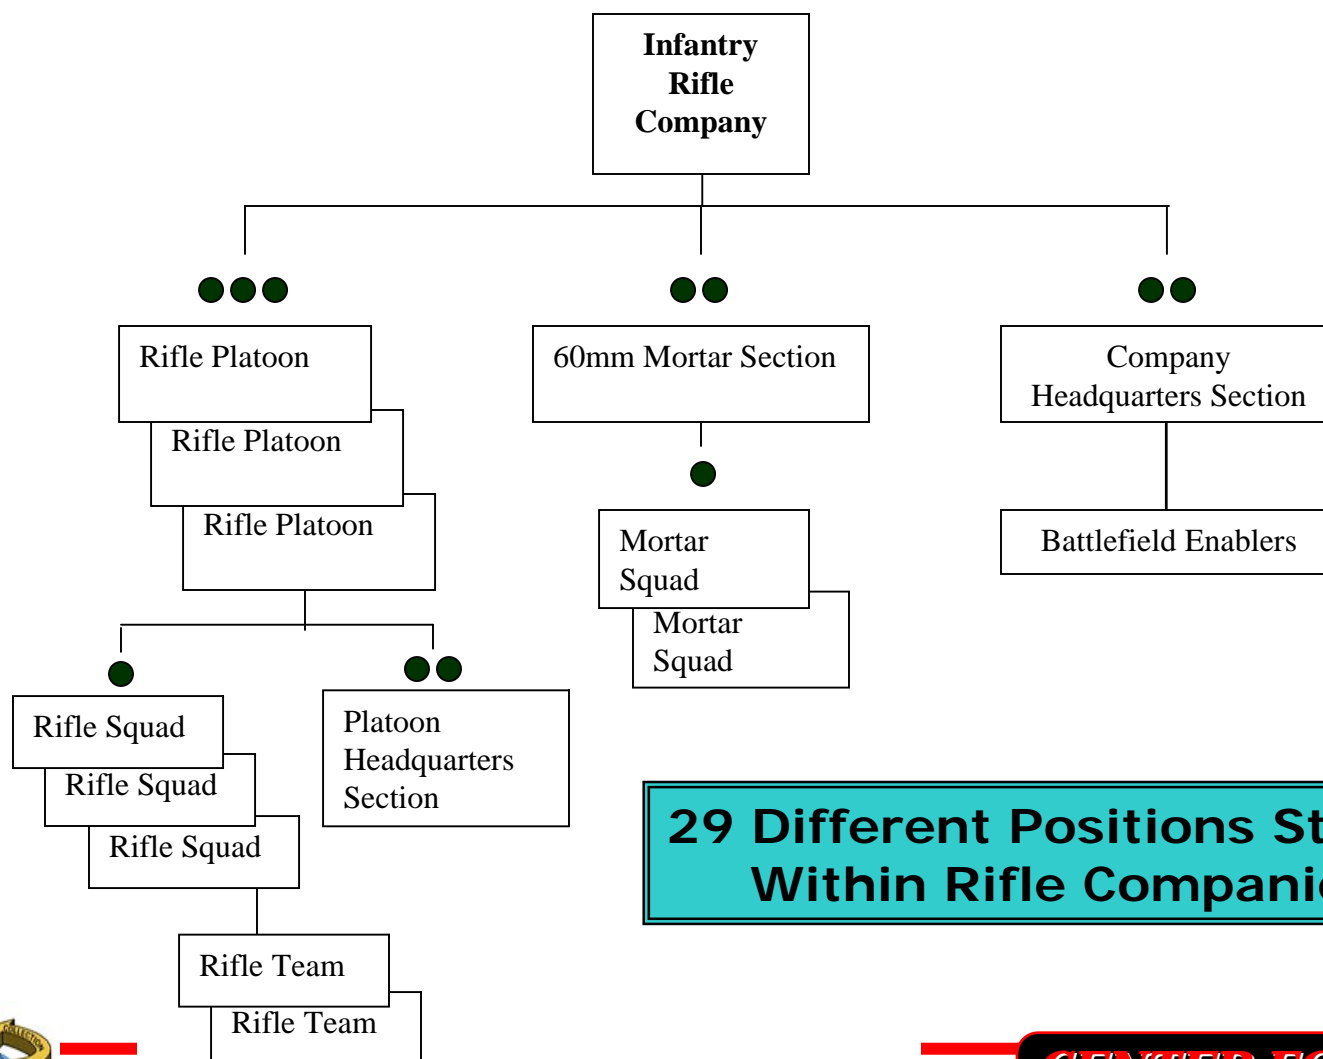 Infantry
Rifle
Company
Rifle Platoon
Rifle Platoon
Rifle Platoon
60mm Mortar Section
Company
Headquarters Section
Mortar
Squad
Mortar
Squad
Battlefield Enablers
Rifle Squad
Rifle Squad
Rifle Squad
Platoon
Headquarters
Section
29 Different Positions
Within Rifle
Rifle Team
Rifle Team
COLLECTION